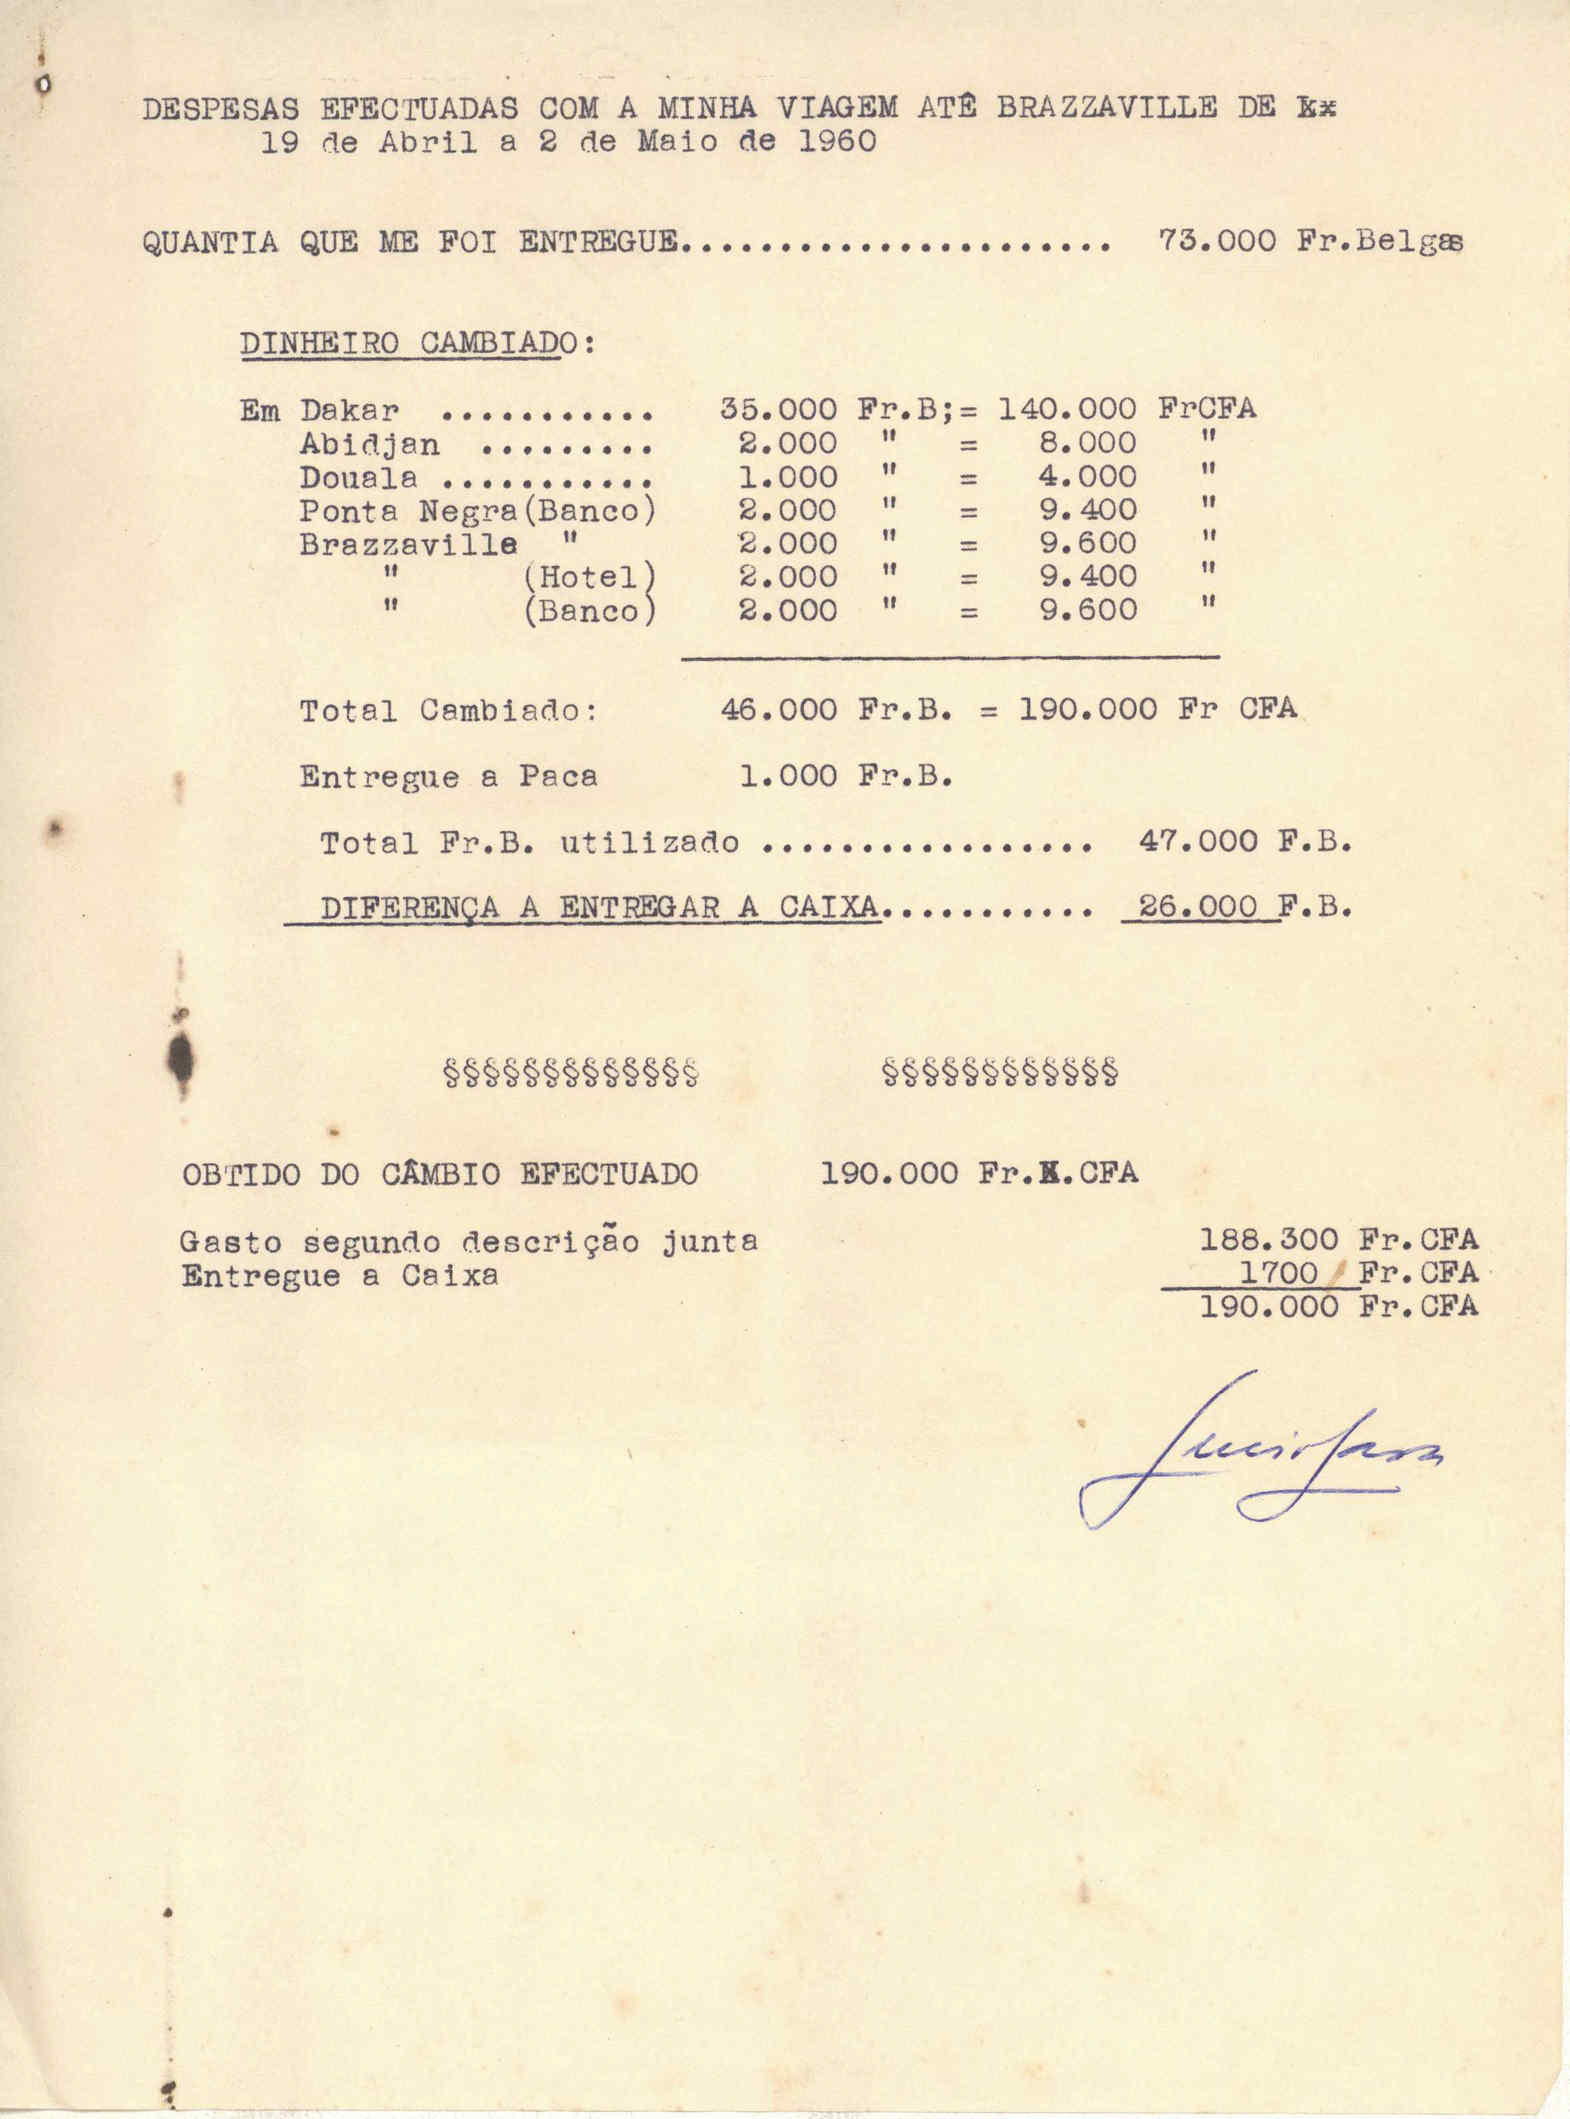 DESPESAS EFECTUADAS COM A MINHA VIAGEM ATÊ BRAZZAVILLE DE
19 de Abril a 2 de Maio de 1960
QUANTIA QUE ME FOI ENTREGUE...................... 73.000 Fr.Belgas
DINHEIRO CAMBIADO:
Em Dakar ........... 35.000 Fr.B;= 140.000 FrCFA
Abidjan ......... 2.000 " = 8.000 "
Douala ........... 1.000 " = 4.000 "
Ponta Negra(Banco) 2.000 " = 9.400 "
Brazzaville " 2.000 " = 9.600 "
" (Hotel) 2.000 " = 9.400 "
" (Banco) 2.000 " = 9.600 "
Total Cambiado: 46.000 Fr.B. = 190.000 Fr CFA
Entregue a Paca 1.000 Fr.B.
Total Fr.B. utilizado ................. 47.000 F.B.
DIFERENÇA A ENTREGAR A CAIXA........... 26.000 F.B.
§§§§§§§§§§§§§ §§§§§§§§§§§§
OBTIDO DO CÂMBIO EFECTUADO 190.000 Fr. .CFA
Gasto segundo descrição junta 188.300 Fr.CFA
Entregue a Caixa 1700 Fr.CFA
190.000 Fr.CFA